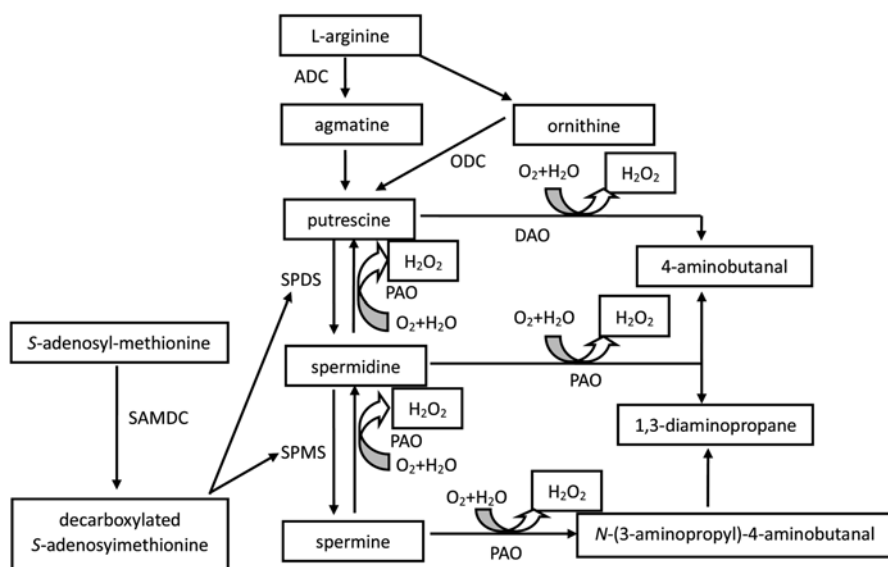 L-arginine
ADC
agmatine
ornithine
ODC
O₂+H₂O
H₂O₂
putrescine
DAO
H₂O₂
4-aminobutanal
SPDS
PAO
O₂+H₂O
O₂+H₂O
H₂O₂
S-adenosyl-methionine
spermidine
PAO
H₂O₂
SAMDC
1,3-diaminopropane
PAO
SPMS
O₂+H₂O
O₂+H₂O
H₂O₂
decarboxylated
S-adenosyimethionine
spermine
PAO
N-(3-aminopropyl)-4-aminobutanal